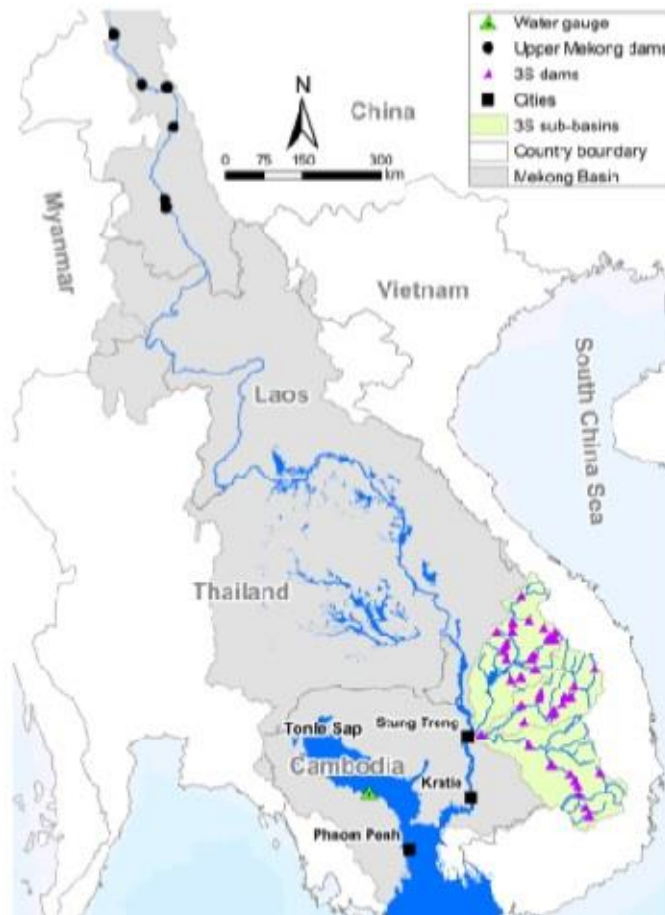 Water gauge
Upper Mekong dams
3S dams
Cities
3S sub-basins
Country boundary
Mekong Basin
N
0 75 150 300
km
China
Myanmar
Vietnam
Laos
South China Sea
Thailand
Stung Treng
Tonle Sap
Cambodia
Kratie
Phnom Penh